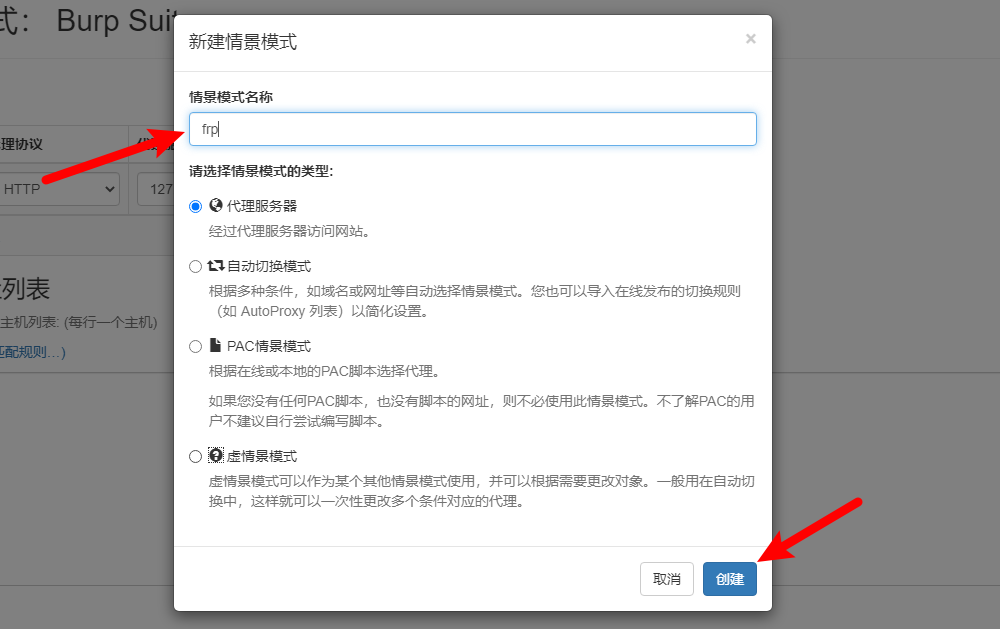 式： Burp Suit
新建情景模式
×
情景模式名称
frp
理协议
HTTP
127
请选择情景模式的类型:
代理服务器
经过代理服务器访问网站。
自动切换模式
根据多种条件，如域名或网址等自动选择情景模式。您也可以导入在线发布的切换规则
（如 AutoProxy 列表）以简化设置。
列表
主机列表: (每行一个主机)
匹配规则…)
PAC情景模式
根据在线或本地的PAC脚本选择代理。
如果您没有任何PAC脚本，也没有脚本的网址，则不必使用此情景模式。不了解PAC的用
户不建议自行尝试编写脚本。
虚情景模式
虚情景模式可以作为某个其他情景模式使用，并可以根据需要更改对象。一般用在自动切
换中，这样就可以一次性更改多个条件对应的代理。
取消
创建